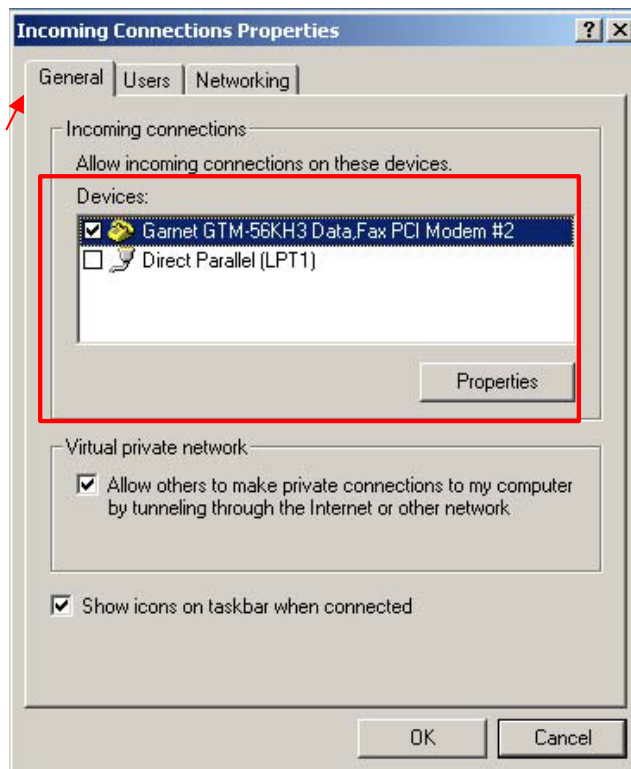 Incoming Connections Properties
General Users Networking
Incoming connections
Allow incoming connections on these devices.
Devices:
Garnet GTM-56KH3 Data,Fax PCI Modem #2
Direct Parallel (LPT1)
Properties
Virtual private network
Allow others to make private connections to my computer
by tunneling through the Internet or other network
Show icons on taskbar when connected
OK Cancel